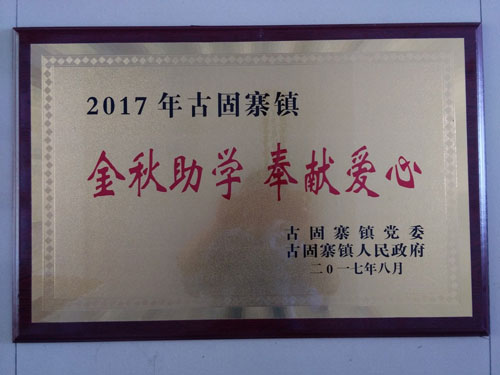 2017年古固寨镇
金秋助学 奉献爱心
古固寨镇党委
古固寨镇人民政府
二0一七年八月